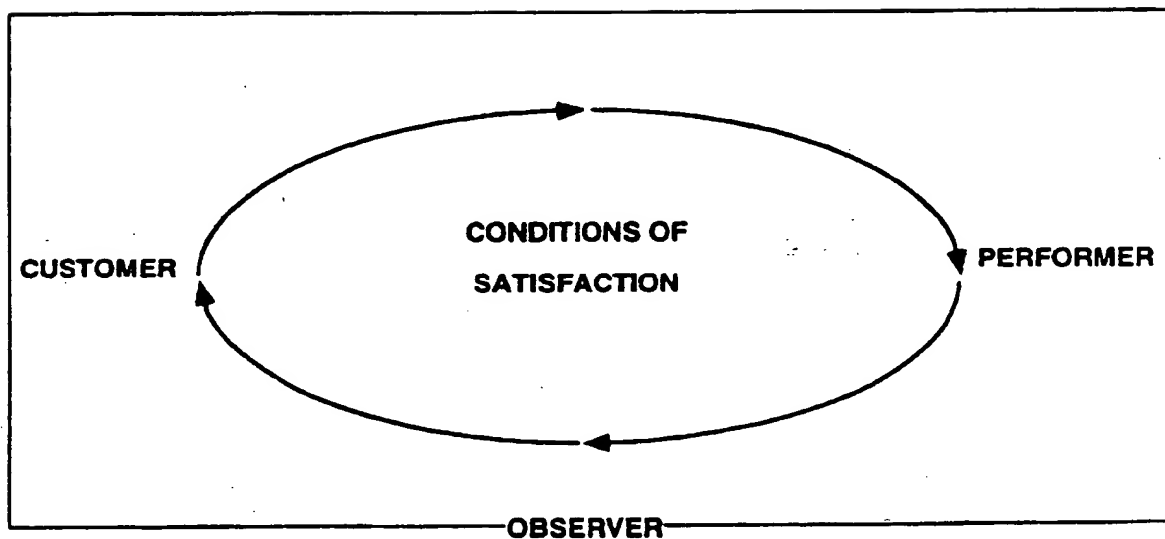 CONDITIONS OF
SATISFACTION
CUSTOMER
PERFORMER
OBSERVER